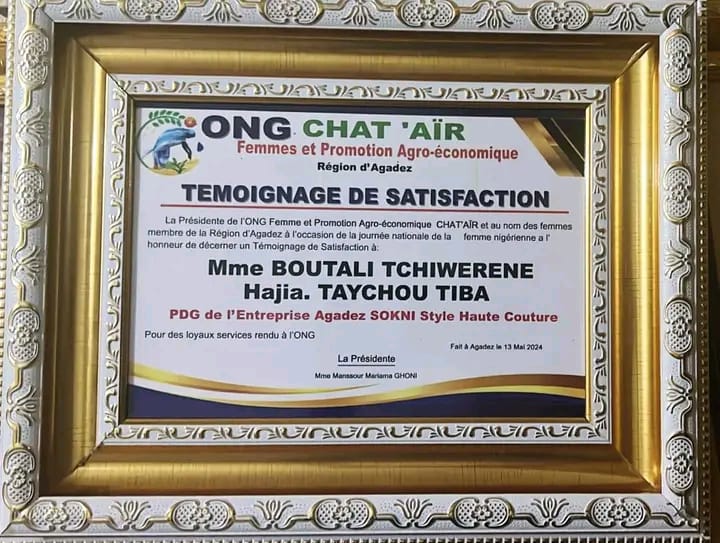 ONG CHAT 'AÏR
Femmes et Promotion Agro-économique
Région d'Agadez
TEMOIGNAGE DE SATISFACTION
La Présidente de l'ONG Femme et Promotion Agro-économique CHAT'AÏR et au nom des femmes
membre de la Région d'Agadez à l'occasion de la journée nationale de la femme nigérienne a l'
honneur de décerner un Témoignage de Satisfaction à:
Mme BOUTALI TCHIWERENE
Hajia. TAYCHOU TIBA
PDG de l'Entreprise Agadez SOKNI Style Haute Couture
Pour des loyaux services rendu à l'ONG
Fait à Agadez le 13 Mai 2024
La Présidente
Mme Manssour Mariama GHONI